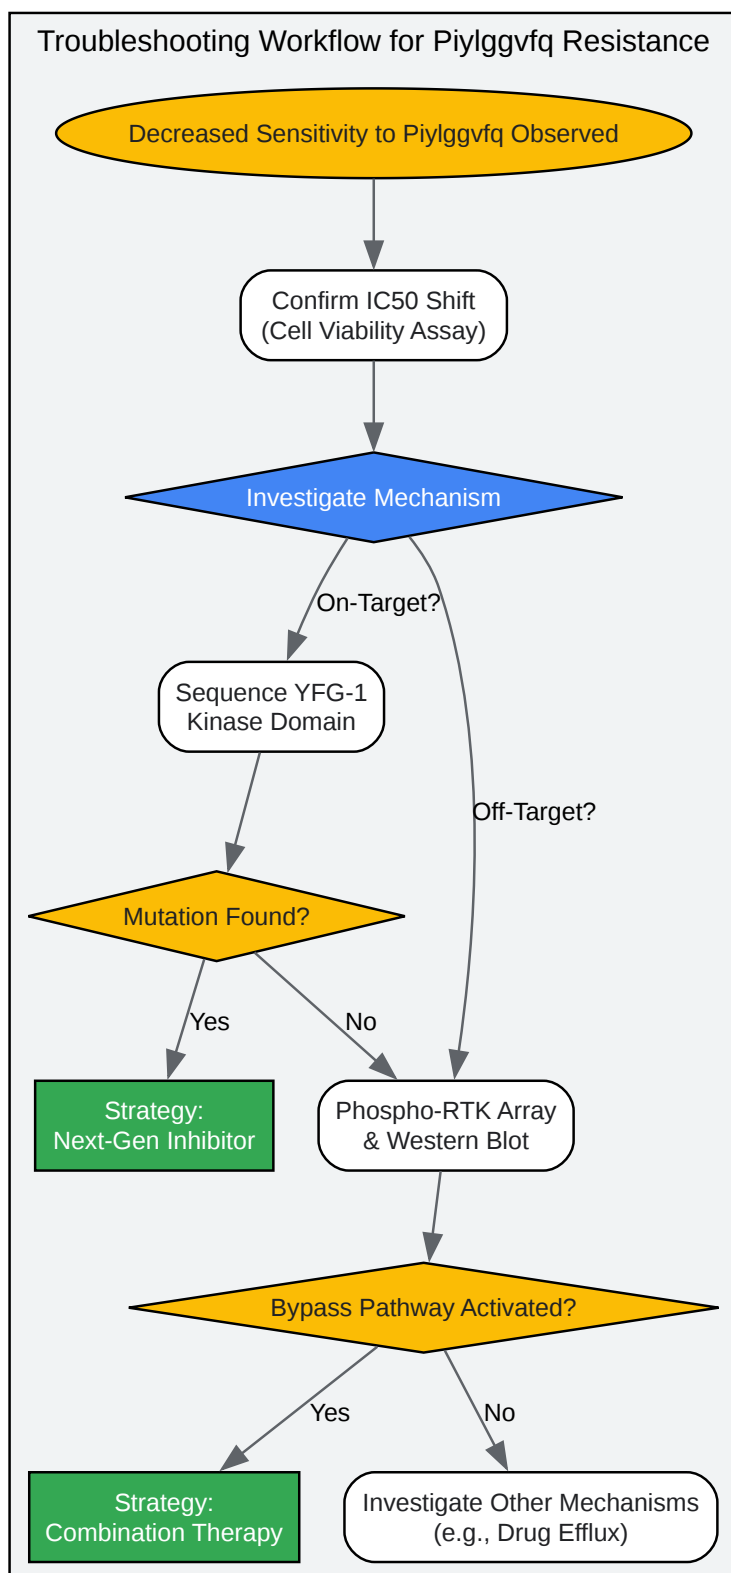 Troubleshooting Workflow for Piylggvfq Resistance
Decreased Sensitivity to Piylggvfq Observed
Confirm IC50 Shift
(Cell Viability Assay)
Investigate Mechanism
On-Target?
Sequence YFG-1
Kinase Domain
Off-Target?
Mutation Found?
Yes
No
Strategy:
Next-Gen Inhibitor
Phospho-RTK Array
& Western Blot
Bypass Pathway Activated?
Yes
No
Strategy:
Combination Therapy
Investigate Other Mechanisms
(e.g., Drug Efflux)